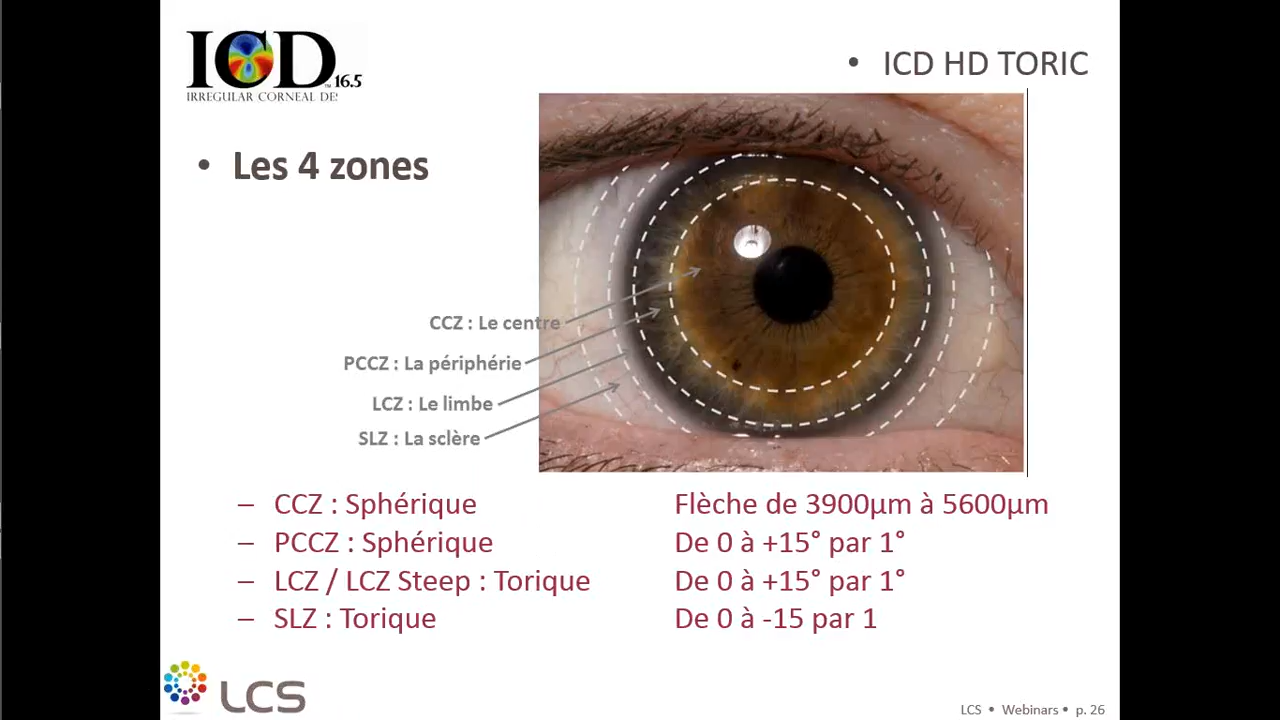 ICD™ 16.5
IRREGULAR CORNEAL DE
• ICD HD TORIC
• Les 4 zones
CCZ : Le centre
PCCZ : La périphérie
LCZ : Le limbe
SLZ : La sclère
– CCZ : Sphérique Flèche de 3900µm à 5600µm
– PCCZ : Sphérique De 0 à +15° par 1°
– LCZ / LCZ Steep : Torique De 0 à +15° par 1°
– SLZ : Torique De 0 à -15 par 1
LCS
LCS • Webinars • p. 26